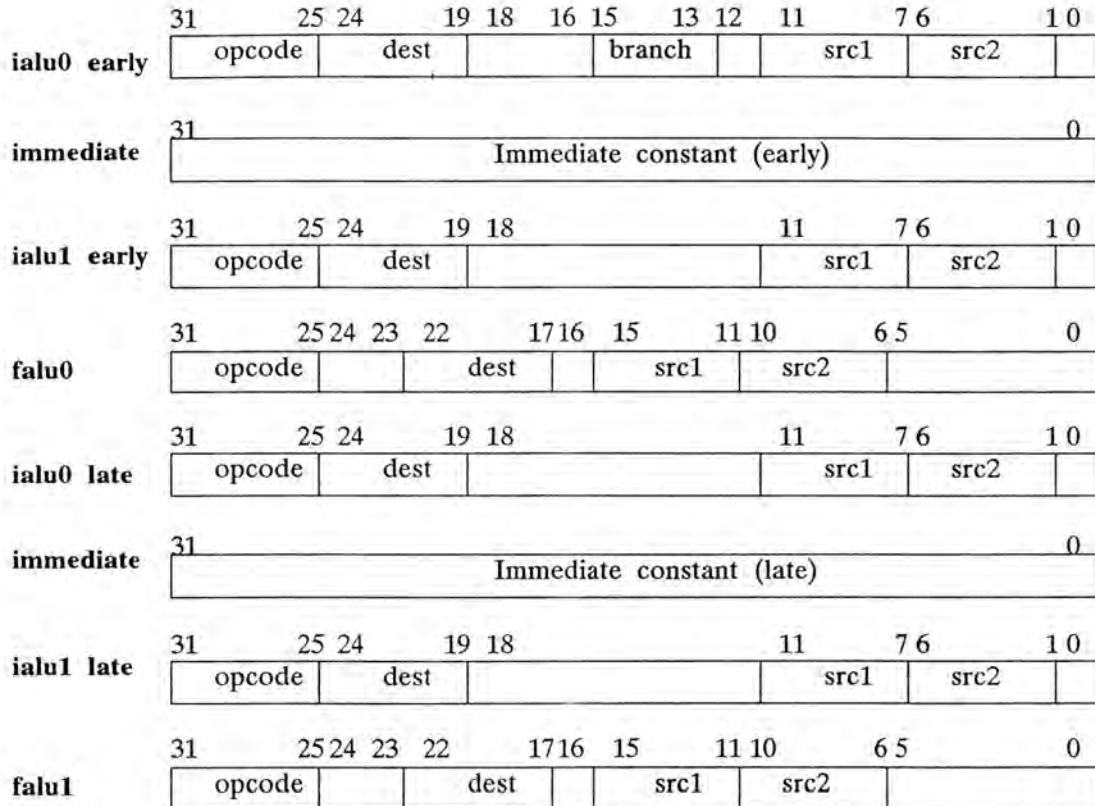 31 25 24 19 18 16 15 13 12 11 7 6 1 0
ialu0 early opcode dest branch src1 src2
31 0
immediate Immediate constant (early)
31 25 24 19 18 11 7 6 1 0
ialu1 early opcode dest src1 src2
31 25 24 23 22 17 16 15 11 10 6 5 0
falu0 opcode dest src1 src2
31 25 24 19 18 11 7 6 1 0
ialu0 late opcode dest src1 src2
31 0
immediate Immediate constant (late)
31 25 24 19 18 11 7 6 1 0
ialu1 late opcode dest src1 src2
31 25 24 23 22 17 16 15 11 10 6 5 0
falu1 opcode dest src1 src2